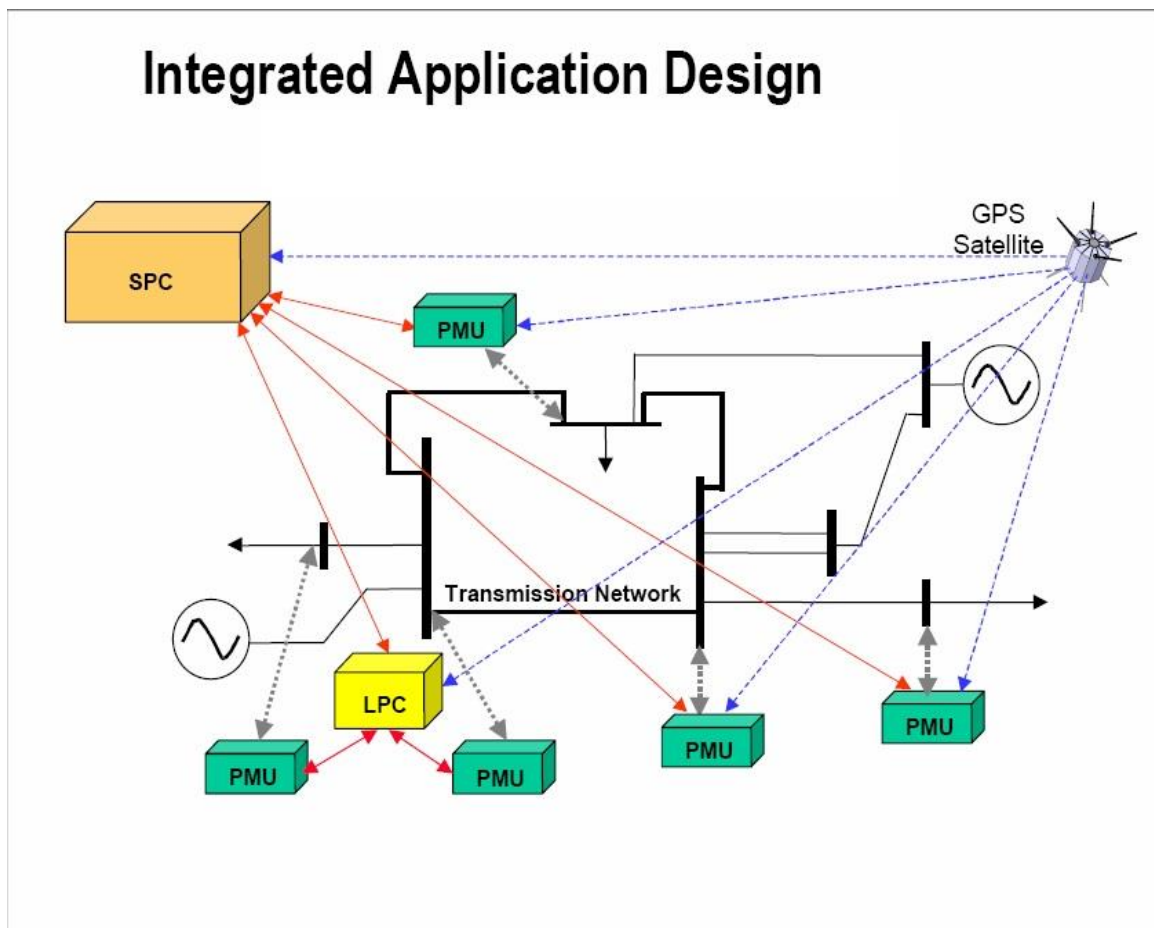 Integrated Application Design
GPS
Satellite
SPC
PMU
Transmission Network
LPC
PMU
PMU
PMU
PMU